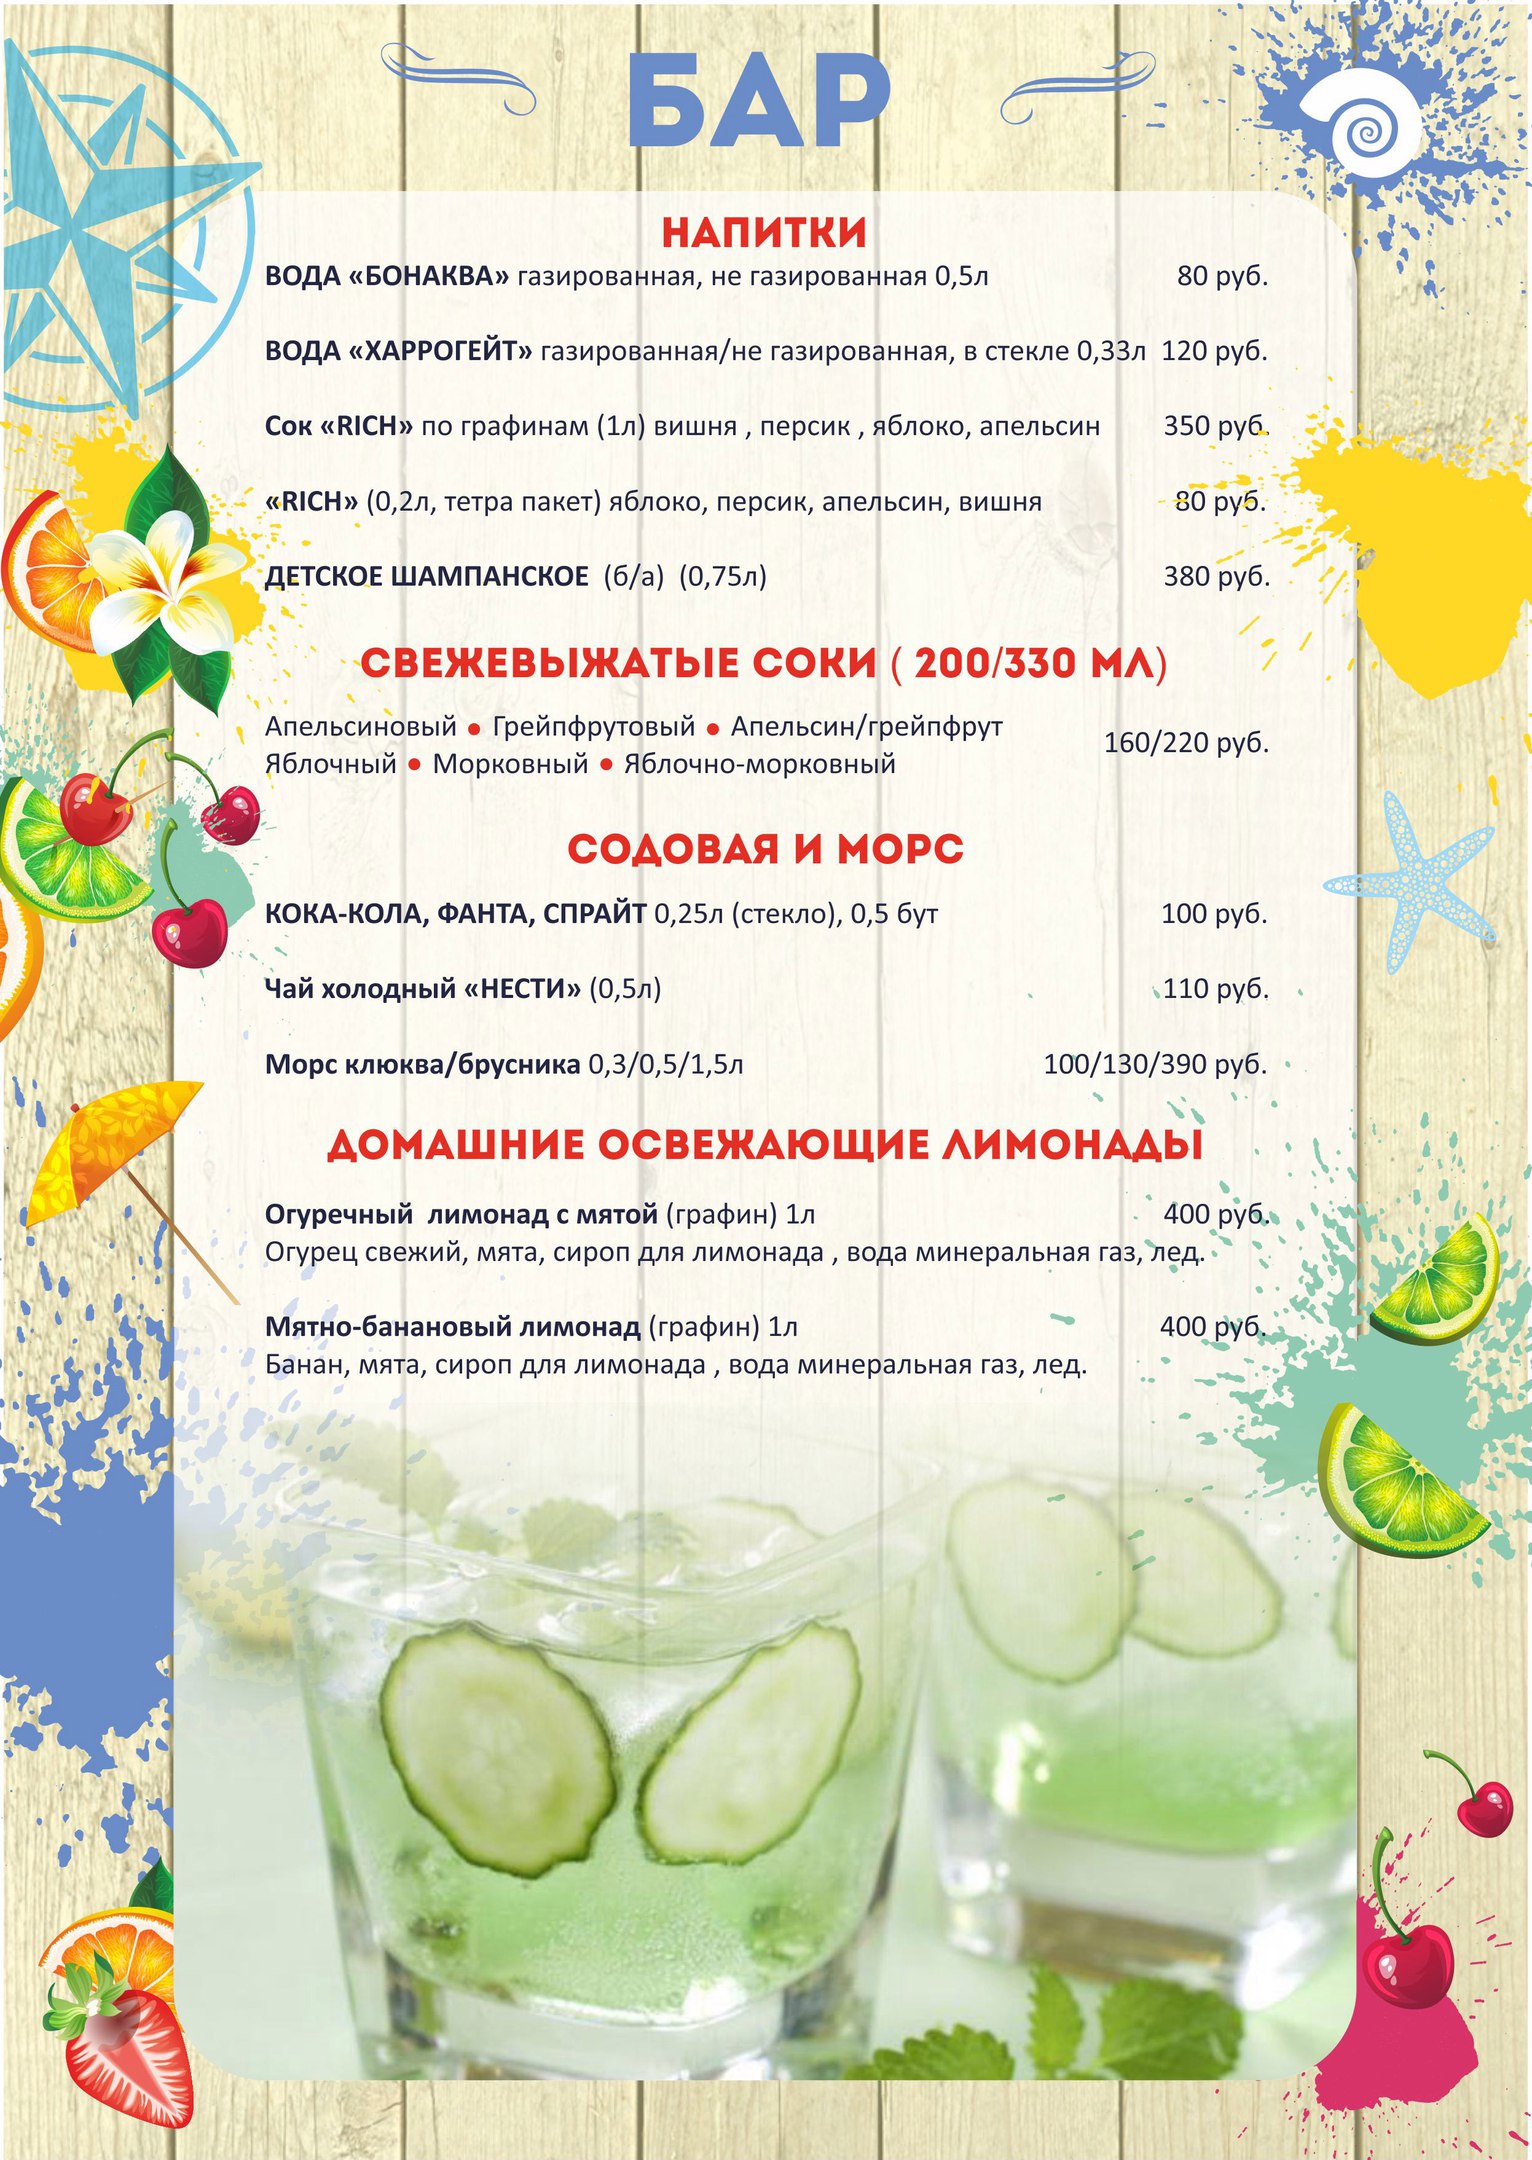 БАР
НАПИТКИ
ВОДА «БОНАКВА» газированная, не газированная 0,5л 80 руб.
ВОДА «ХАРРОГЕЙТ» газированная/не газированная, в стекле 0,33л 120 руб.
Сок «RICH» по графинам (1л) вишня , персик , яблоко, апельсин 350 руб.
«RICH» (0,2л, тетра пакет) яблоко, персик, апельсин, вишня 80 руб.
ДЕТСКОЕ ШАМПАНСКОЕ (б/а) (0,75л) 380 руб.
СВЕЖЕВЫЖАТЫЕ СОКИ ( 200/330 МЛ)
Апельсиновый • Грейпфрутовый • Апельсин/грейпфрут
160/220 руб.
Яблочный • Морковный • Яблочно-морковный
СОДОВАЯ И МОРС
КОКА-КОЛА, ФАНТА, СПРАЙТ 0,25л (стекло), 0,5 бут 100 руб.
Чай холодный «НЕСТИ» (0,5л) 110 руб.
Морс клюква/брусника 0,3/0,5/1,5л 100/130/390 руб.
ДОМАШНИЕ ОСВЕЖАЮЩИЕ ЛИМОНАДЫ
Огуречный лимонад с мятой (графин) 1л 400 руб.
Огурец свежий, мята, сироп для лимонада , вода минеральная газ, лед.
Мятно-банановый лимонад (графин) 1л 400 руб.
Банан, мята, сироп для лимонада , вода минеральная газ, лед.